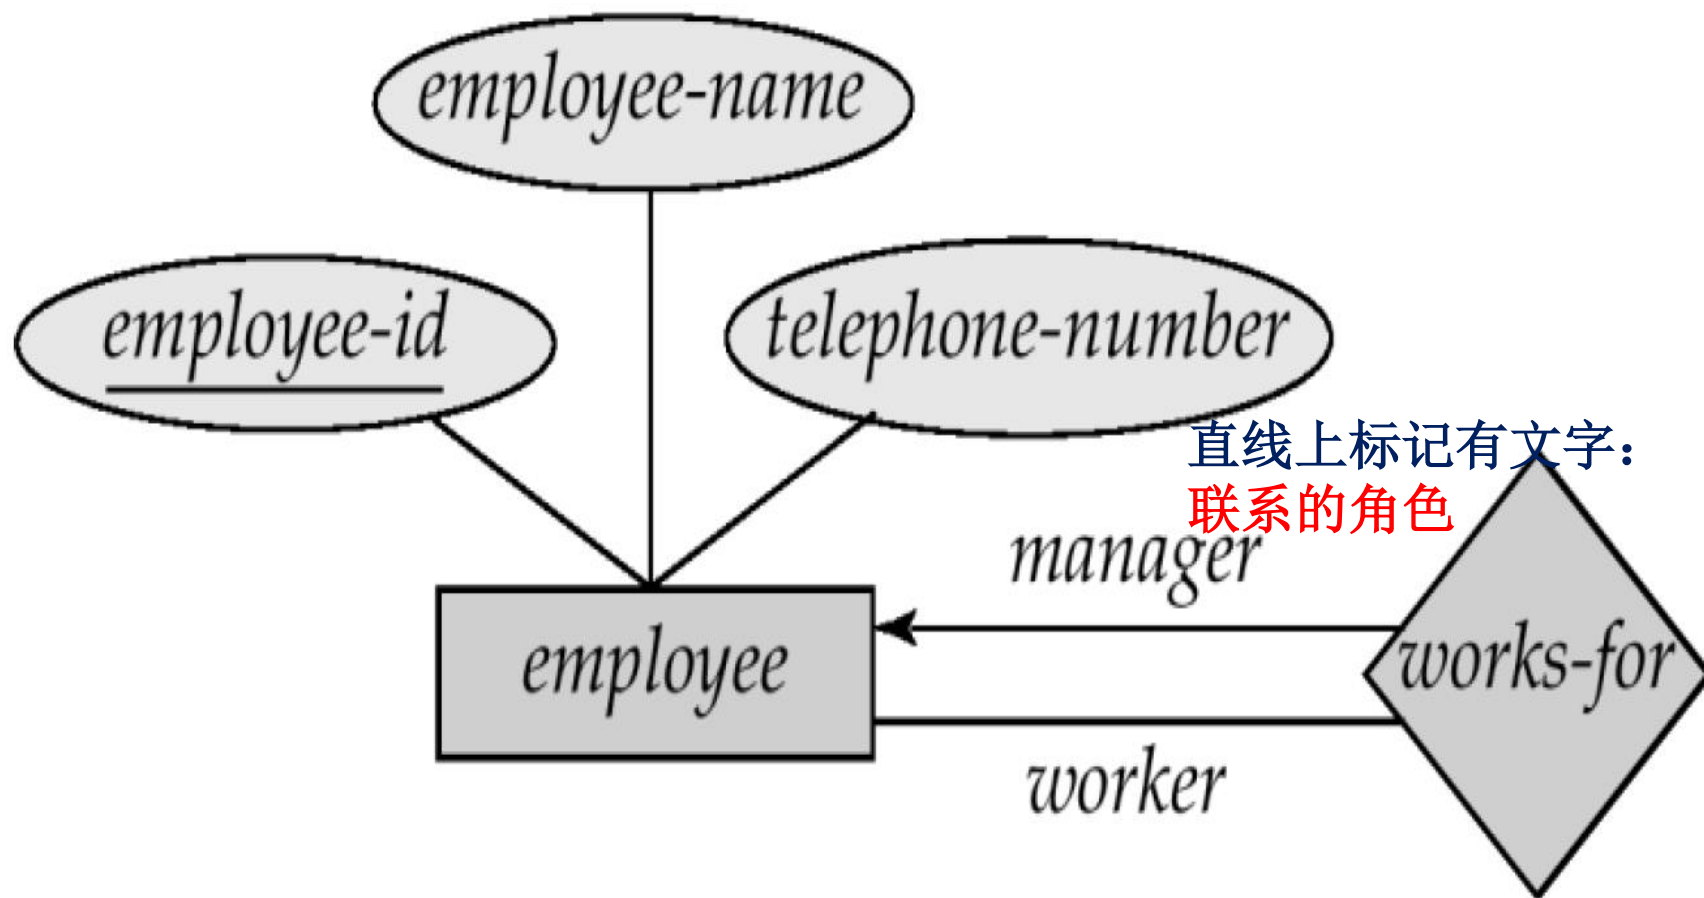 employee-name
employee-id
telephone-number
直线上标记有文字：
联系的角色
manager
employee
works-for
worker